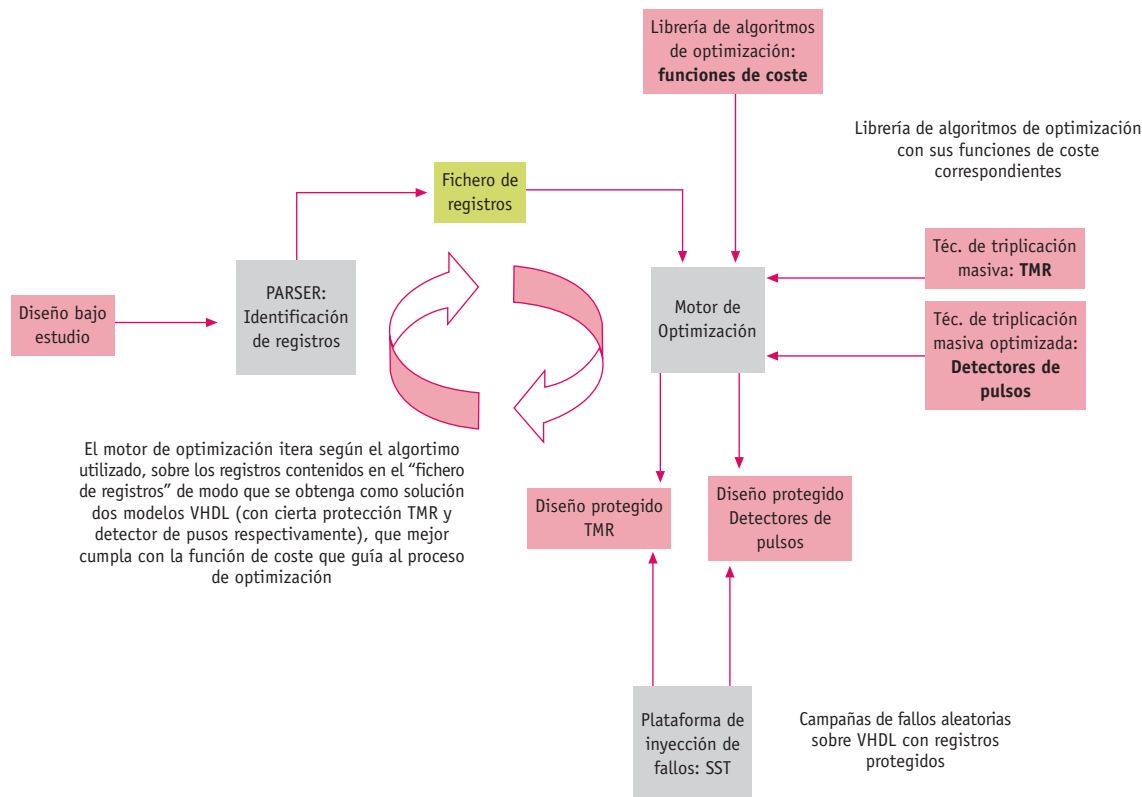 Librería de algoritmos
de optimización:
funciones de coste
Librería de algoritmos de optimización
con sus funciones de coste
correspondientes
Fichero de
registros
Téc. de triplicación
masiva: TMR
PARSER:
Identificación
de registros
Motor de
Optimización
Diseño bajo
estudio
Téc. de triplicación
masiva optimizada:
Detectores de
pulsos
El motor de optimización itera según el algortimo
utilizado, sobre los registros contenidos en el “fichero
de registros” de modo que se obtenga como solución
dos modelos VHDL (con cierta protección TMR y
detector de pusos respectivamente), que mejor
cumpla con la función de coste que guía al proceso
de optimización
Diseño protegido
TMR
Diseño protegido
Detectores de
pulsos
Plataforma de
inyección de
fallos: SST
Campañas de fallos aleatorias
sobre VHDL con registros
protegidos